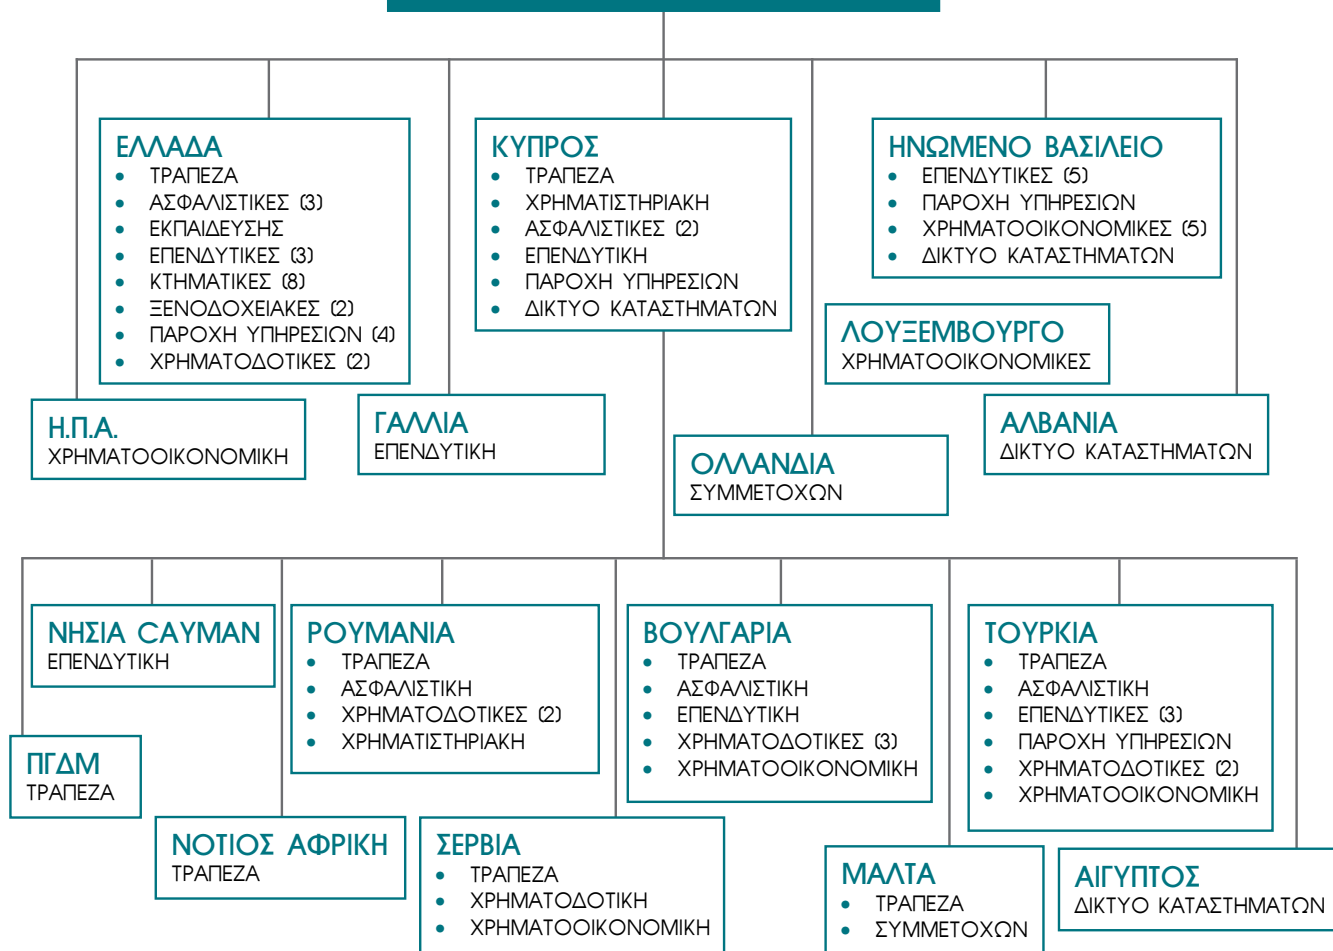 ΕΛΛΑΔΑ
• ΤΡΑΠΕΖΑ
• ΑΣΦΑΛΙΣΤΙΚΕΣ (3)
• ΕΚΠΑΙΔΕΥΣΗΣ
• ΕΠΕΝΔΥΤΙΚΕΣ (3)
• ΚΤΗΜΑΤΙΚΕΣ (8)
• ΞΕΝΟΔΟΧΕΙΑΚΕΣ (2)
• ΠΑΡΟΧΗ ΥΠΗΡΕΣΙΩΝ (4)
• ΧΡΗΜΑΤΟΔΟΤΙΚΕΣ (2)
ΚΥΠΡΟΣ
• ΤΡΑΠΕΖΑ
• ΧΡΗΜΑΤΙΣΤΗΡΙΑΚΗ
• ΑΣΦΑΛΙΣΤΙΚΕΣ (2)
• ΕΠΕΝΔΥΤΙΚΗ
• ΠΑΡΟΧΗ ΥΠΗΡΕΣΙΩΝ
• ΔΙΚΤΥΟ ΚΑΤΑΣΤΗΜΑΤΩΝ
ΗΝΩΜΕΝΟ ΒΑΣΙΛΕΙΟ
• ΕΠΕΝΔΥΤΙΚΕΣ (5)
• ΠΑΡΟΧΗ ΥΠΗΡΕΣΙΩΝ
• ΧΡΗΜΑΤΟΟΙΚΟΝΟΜΙΚΕΣ (5)
• ΔΙΚΤΥΟ ΚΑΤΑΣΤΗΜΑΤΩΝ
ΛΟΥΞΕΜΒΟΥΡΓΟ
ΧΡΗΜΑΤΟΟΙΚΟΝΟΜΙΚΕΣ
Η.Π.Α.
ΧΡΗΜΑΤΟΟΙΚΟΝΟΜΙΚΗ
ΓΑΛΛΙΑ
ΕΠΕΝΔΥΤΙΚΗ
ΟΛΛΑΝΔΙΑ
ΣΥΜΜΕΤΟΧΩΝ
ΑΛΒΑΝΙΑ
ΔΙΚΤΥΟ ΚΑΤΑΣΤΗΜΑΤΩΝ
ΝΗΣΙΑ CAYMAN
ΕΠΕΝΔΥΤΙΚΗ
ΡΟΥΜΑΝΙΑ
• ΤΡΑΠΕΖΑ
• ΑΣΦΑΛΙΣΤΙΚΗ
• ΧΡΗΜΑΤΟΔΟΤΙΚΕΣ (2)
• ΧΡΗΜΑΤΙΣΤΗΡΙΑΚΗ
ΒΟΥΛΓΑΡΙΑ
• ΤΡΑΠΕΖΑ
• ΑΣΦΑΛΙΣΤΙΚΗ
• ΕΠΕΝΔΥΤΙΚΗ
• ΧΡΗΜΑΤΟΔΟΤΙΚΕΣ (3)
• ΧΡΗΜΑΤΟΟΙΚΟΝΟΜΙΚΗ
ΤΟΥΡΚΙΑ
• ΤΡΑΠΕΖΑ
• ΑΣΦΑΛΙΣΤΙΚΗ
• ΕΠΕΝΔΥΤΙΚΕΣ (3)
• ΠΑΡΟΧΗ ΥΠΗΡΕΣΙΩΝ
• ΧΡΗΜΑΤΟΔΟΤΙΚΕΣ (2)
• ΧΡΗΜΑΤΟΟΙΚΟΝΟΜΙΚΗ
ΠΓΔΜ
ΤΡΑΠΕΖΑ
ΝΟΤΙΟΣ ΑΦΡΙΚΗ
ΤΡΑΠΕΖΑ
ΣΕΡΒΙΑ
• ΤΡΑΠΕΖΑ
• ΧΡΗΜΑΤΟΔΟΤΙΚΗ
• ΧΡΗΜΑΤΟΟΙΚΟΝΟΜΙΚΗ
ΜΑΛΤΑ
• ΤΡΑΠΕΖΑ
• ΣΥΜΜΕΤΟΧΩΝ
ΑΙΓΥΠΤΟΣ
ΔΙΚΤΥΟ ΚΑΤΑΣΤΗΜΑΤΩΝ